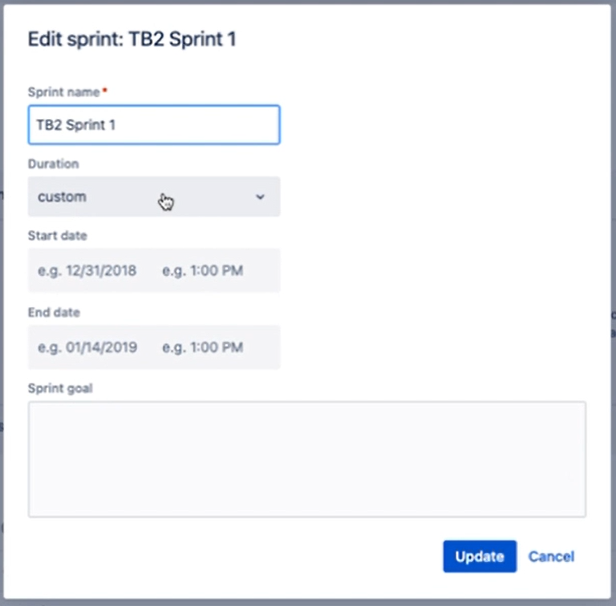 Edit sprint: TB2 Sprint 1
Sprint name*
TB2 Sprint 1
Duration
custom
Start date
e.g. 12/31/2018 e.g. 1:00 PM
End date
e.g. 01/14/2019 e.g. 1:00 PM
Sprint goal
Update Cancel